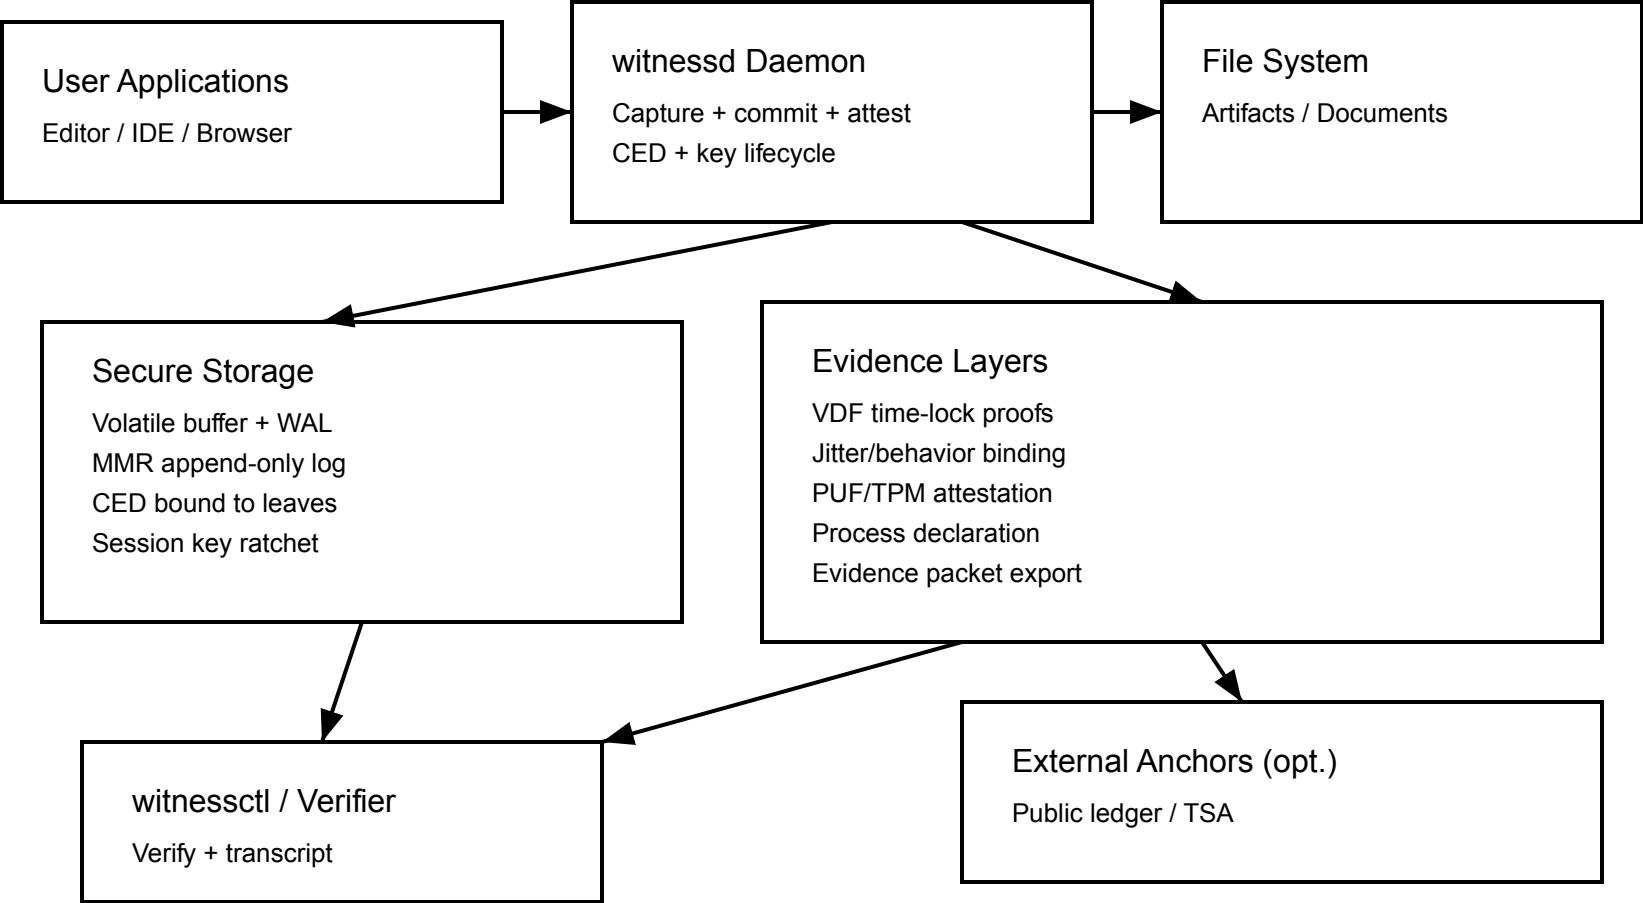 User Applications
Editor / IDE / Browser
witnessd Daemon
Capture + commit + attest
CED + key lifecycle
File System
Artifacts / Documents
Secure Storage
Volatile buffer + WAL
MMR append-only log
CED bound to leaves
Session key ratchet
Evidence Layers
VDF time-lock proofs
Jitter/behavior binding
PUF/TPM attestation
Process declaration
Evidence packet export
witnessctl / Verifier
Verify + transcript
External Anchors (opt.)
Public ledger / TSA